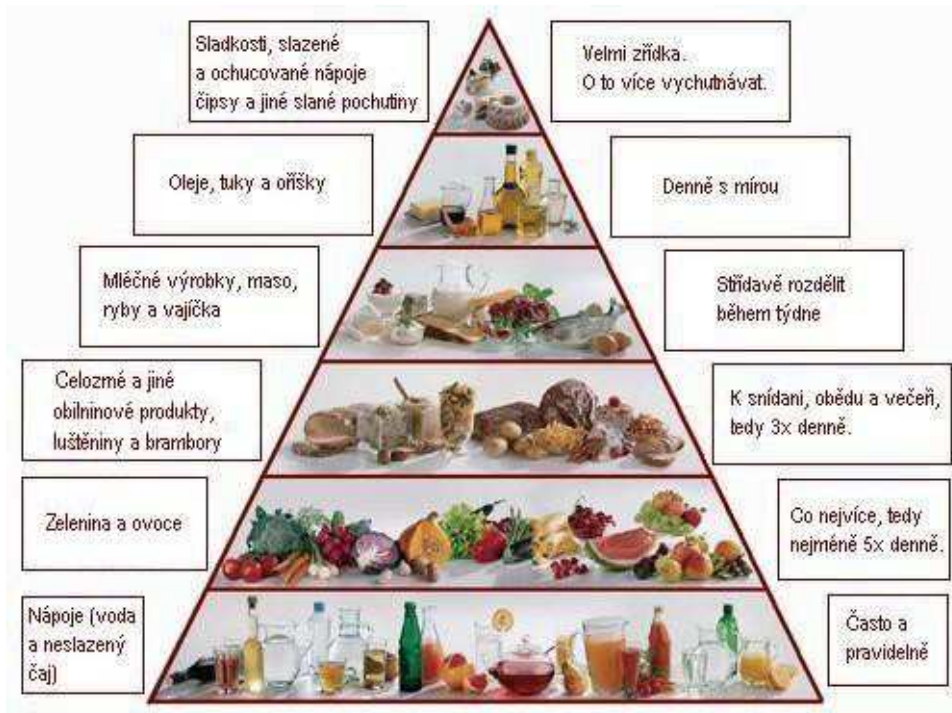 Sladkosti, slazené
a ochucované nápoje
čipsy a jiné slané pochutiny
Velmi zřídka.
O to více vychutnávat.
Oleje, tuky a oříšky
Denně s mírou
Mléčné výrobky, maso,
ryby a vajíčka
Střídavě rozdělit
během týdne
Celozrné a jiné
obilninové produkty,
luštěniny a brambory
K snídani, obědu a večeři,
tedy 3x denně.
Zelenina a ovoce
Co nejvíce, tedy
nejméně 5x denně.
Nápoje (voda
a neslazený
čaj)
Často a
pravidelně